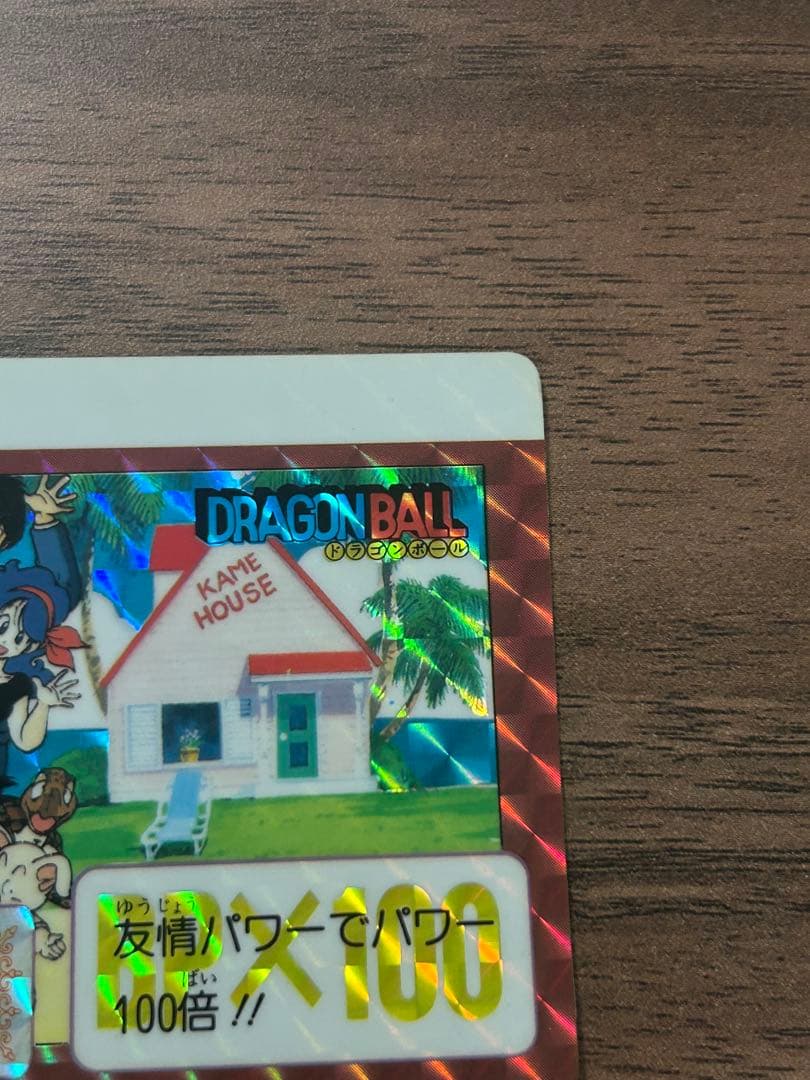 DRAGON BALL
ドラゴンボール
KAME
HOUSE
BP×100
ゆうじょう
友情パワーでパワー
ばい
100倍!!